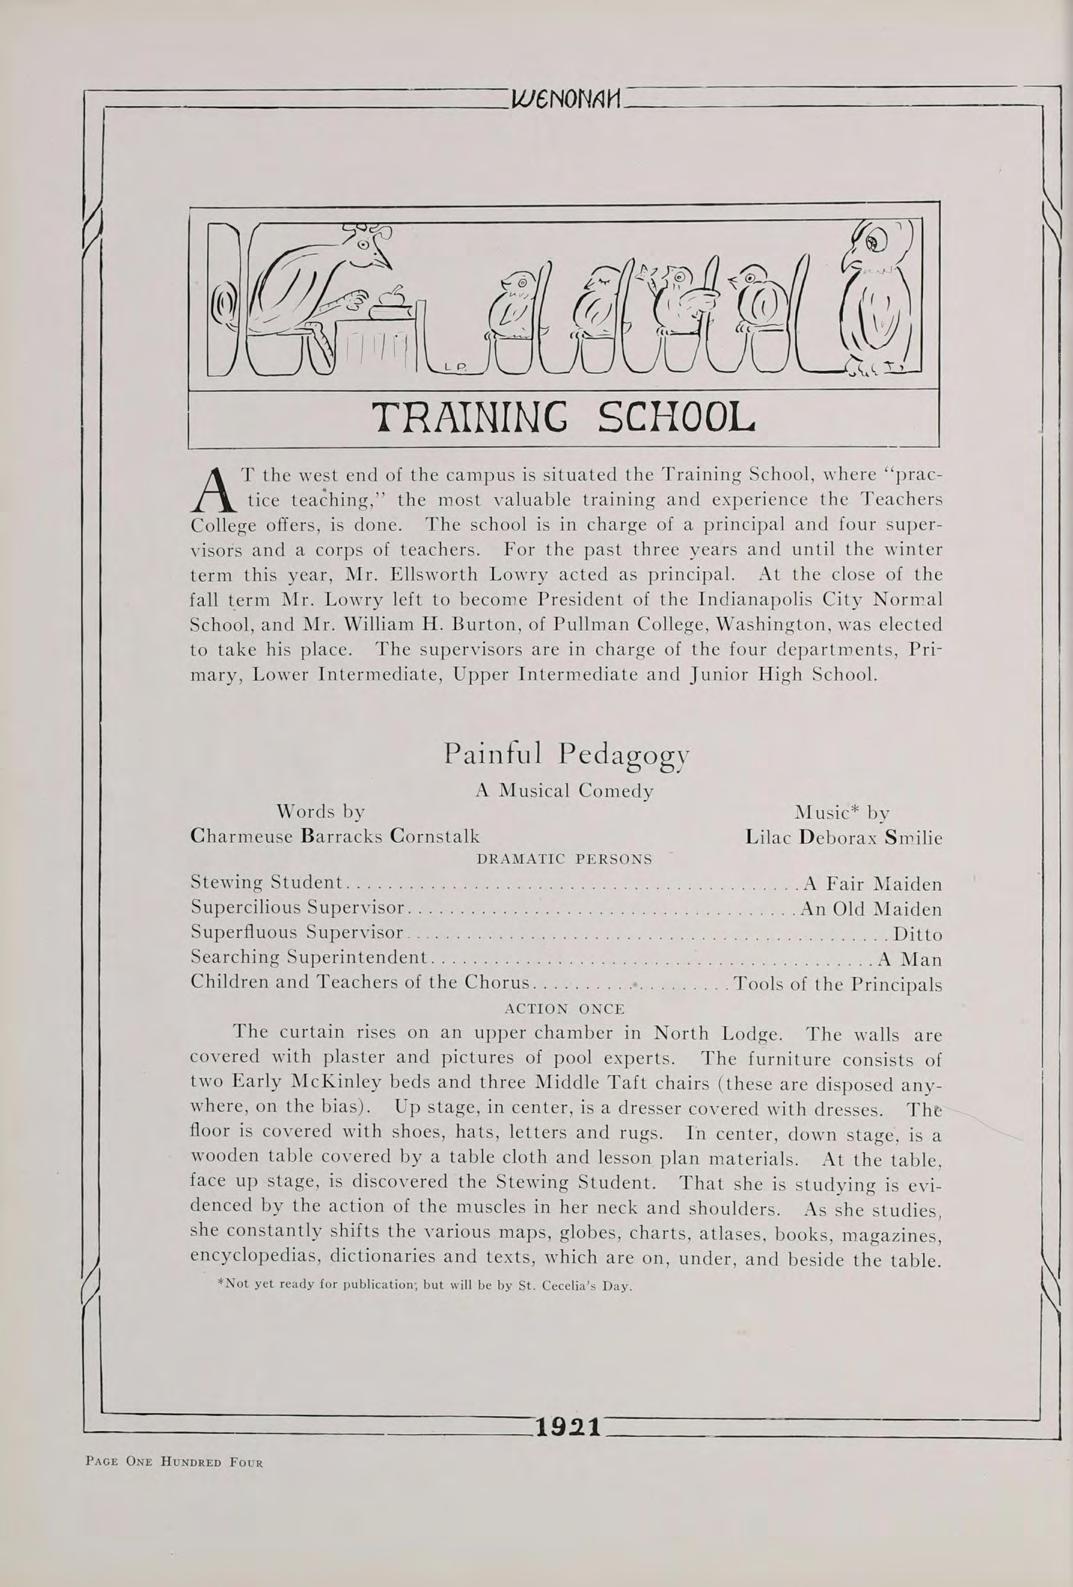 WENONAH
L P.
TRAINING SCHOOL
AT the west end of the campus is situated the Training School, where “prac-
tice teaching,” the most valuable training and experience the Teachers
College offers, is done. The school is in charge of a principal and four super-
visors and a corps of teachers. For the past three years and until the winter
term this year, Mr. Ellsworth Lowry acted as principal. At the close of the
fall term Mr. Lowry left to become President of the Indianapolis City Normal
School, and Mr. William H. Burton, of Pullman College, Washington, was elected
to take his place. The supervisors are in charge of the four departments, Pri-
mary, Lower Intermediate, Upper Intermediate and Junior High School.
Painful Pedagogy
A Musical Comedy
Words by Music* by
Charmeuse Barracks Cornstalk Lilac Deborax Smilie
DRAMATIC PERSONS
Stewing Student........................................A Fair Maiden
Supercilious Supervisor...................................An Old Maiden
Superfluous Supervisor............................................Ditto
Searching Superintendent........................................A Man
Children and Teachers of the Chorus...................Tools of the Principals
ACTION ONCE
The curtain rises on an upper chamber in North Lodge. The walls are
covered with plaster and pictures of pool experts. The furniture consists of
two Early McKinley beds and three Middle Taft chairs (these are disposed any-
where, on the bias). Up stage, in center, is a dresser covered with dresses. The
floor is covered with shoes, hats, letters and rugs. In center, down stage, is a
wooden table covered by a table cloth and lesson plan materials. At the table,
face up stage, is discovered the Stewing Student. That she is studying is evi-
denced by the action of the muscles in her neck and shoulders. As she studies,
she constantly shifts the various maps, globes, charts, atlases, books, magazines,
encyclopedias, dictionaries and texts, which are on, under, and beside the table.
*Not yet ready for publication; but will be by St. Cecelia's Day.
1921
PAGE ONE HUNDRED FOUR